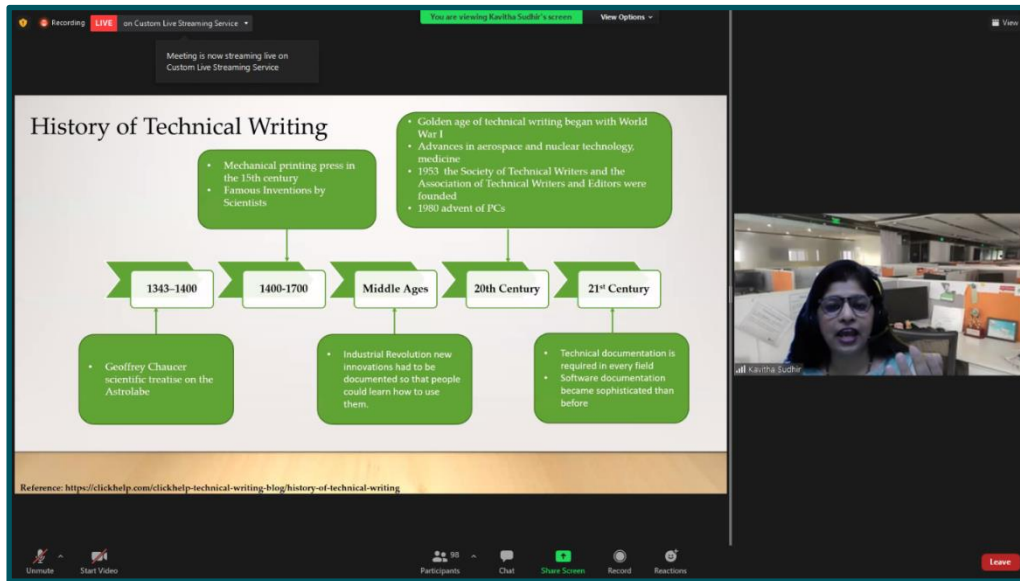 Recording LIVE on Custom Live Streaming Service
You are viewing Kavitha Sudhir's screen View Options
View
Meeting is now streaming live on
Custom Live Streaming Service
History of Technical Writing
• Mechanical printing press in
the 15th century
• Famous Inventions by
Scientists
• Golden age of technical writing began with World
War I
• Advances in aerospace and nuclear technology,
medicine
• 1953 the Society of Technical Writers and the
Association of Technical Writers and Editors were
founded
• 1980 advent of PCs
1343–1400
1400-1700
Middle Ages
20th Century
21st Century
• Geoffrey Chaucer
scientific treatise on the
Astrolabe
• Industrial Revolution new
innovations had to be
documented so that people
could learn how to use
them.
• Technical documentation is
required in every field
• Software documentation
became sophisticated than
before
Reference: https://clickhelp.com/clickhelp-technical-writing-blog/history-of-technical-writing
Kavitha Sudhir
Unmute
Start Video
98
Participants
Chat
Share Screen
Record
Reactions
Leave